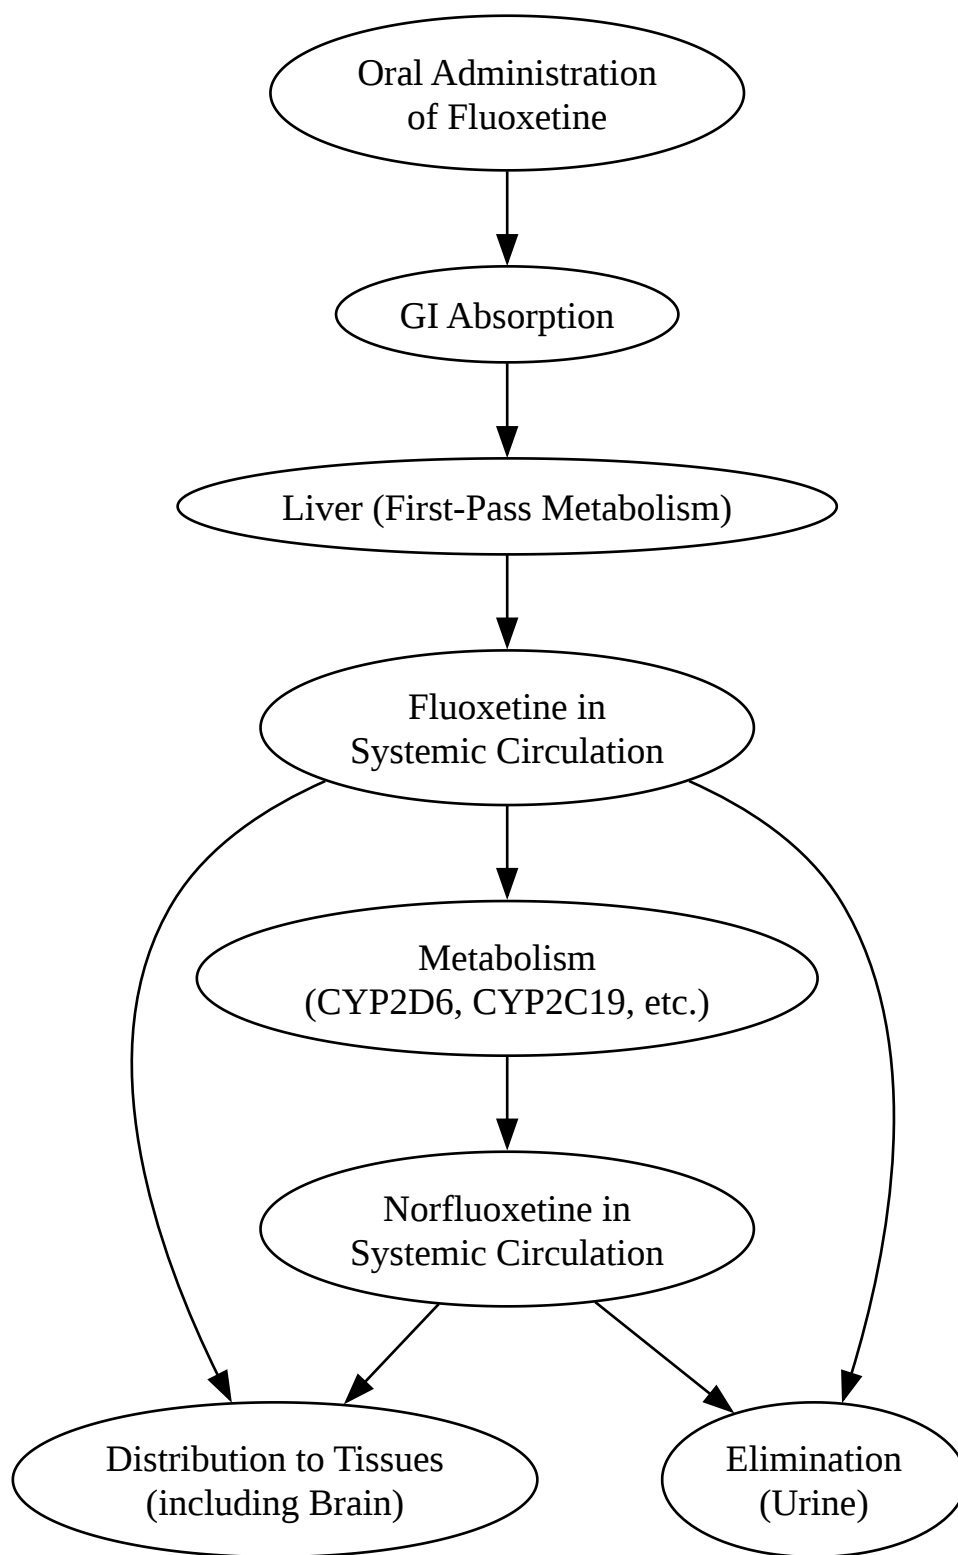 Oral Administration
of Fluoxetine
GI Absorption
Liver (First-Pass Metabolism)
Fluoxetine in
Systemic Circulation
Metabolism
(CYP2D6, CYP2C19, etc.)
Norfluoxetine in
Systemic Circulation
Distribution to Tissues
(including Brain)
Elimination
(Urine)